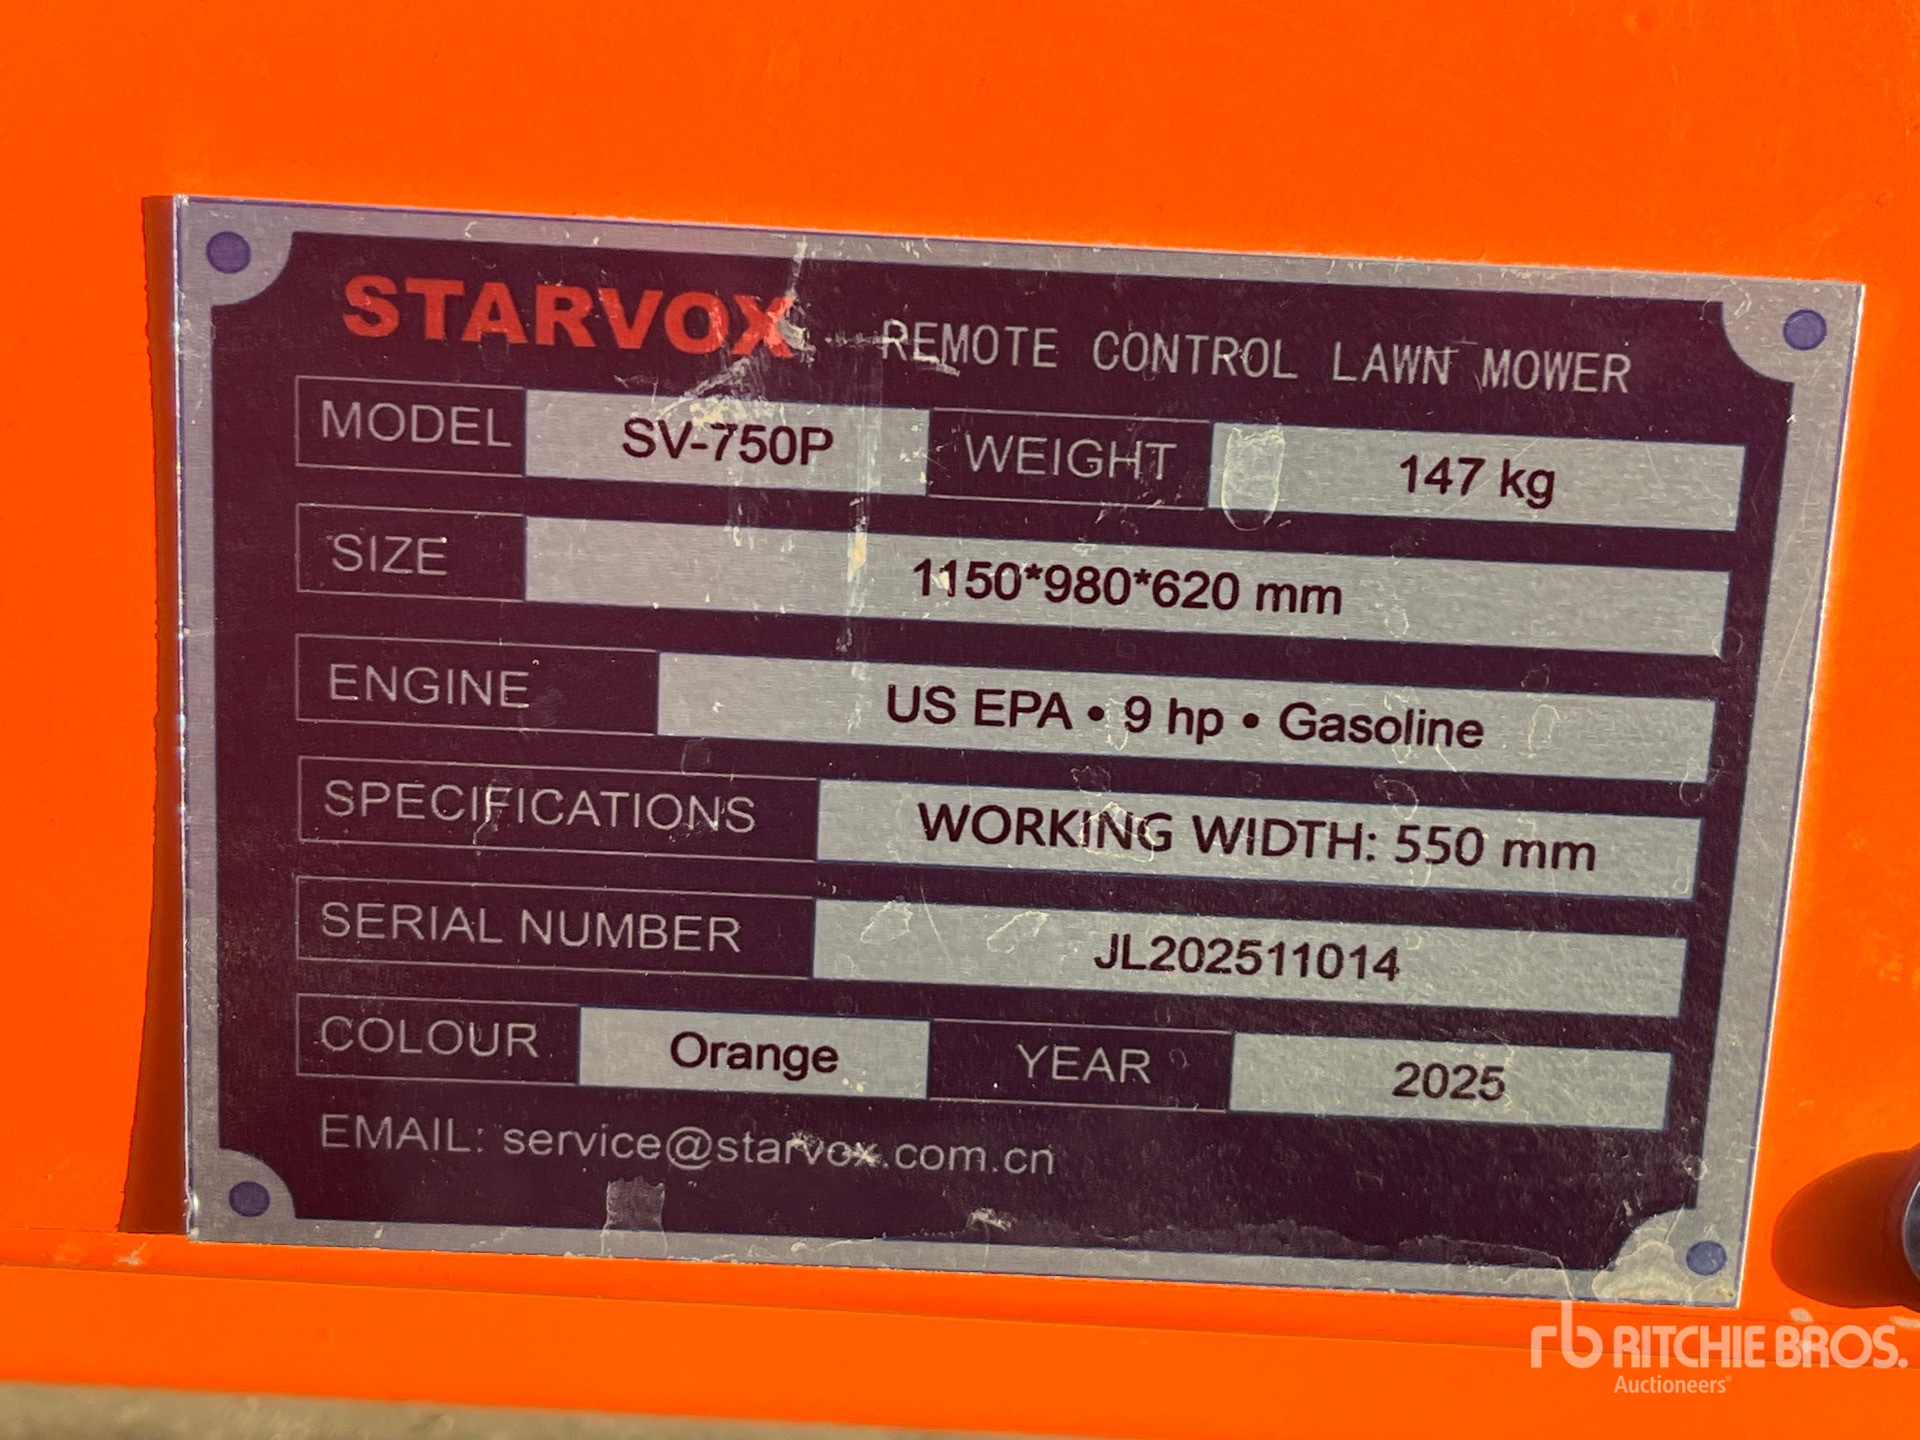 STARVOX REMOTE CONTROL LAWN MOWER
MODEL SV-750P WEIGHT 147 kg
SIZE 1150*980*620 mm
ENGINE US EPA • 9 hp • Gasoline
SPECIFICATIONS WORKING WIDTH: 550 mm
SERIAL NUMBER JL202511014
COLOUR Orange YEAR 2025
EMAIL: service@starvox.com.cn
rb RITCHIE BROS.
Auctioneers